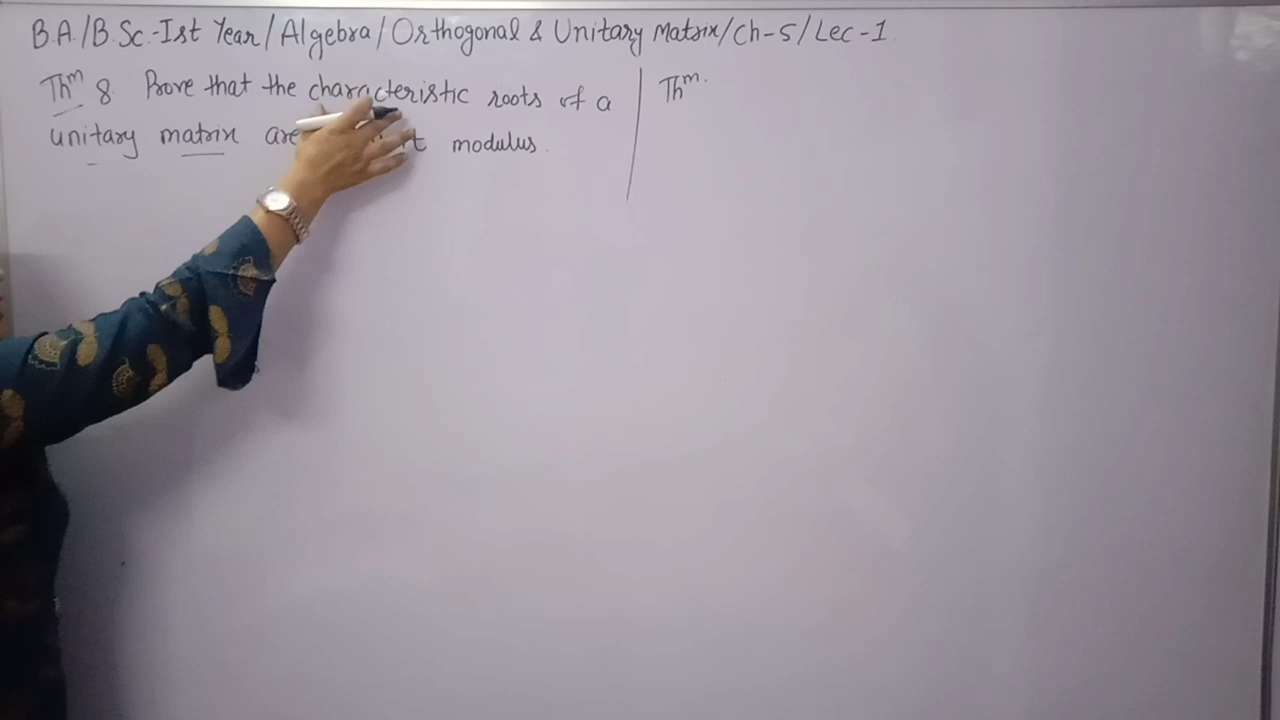 B.A./B.Sc.-Ist Year/Algebra/Orthogonal & Unitary Matrix/Ch-5/Lec-1
Thm 8 Prove that the characteristic roots of a
unitary matrix are modulus.
Thm.